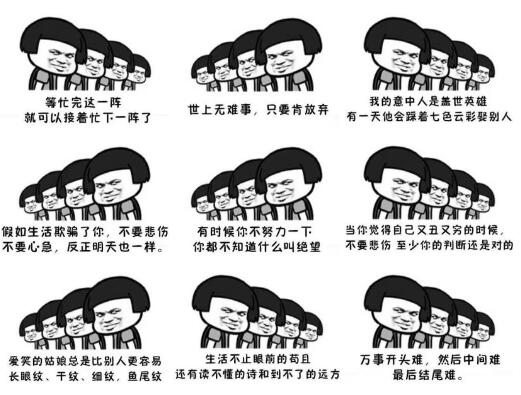 等忙完这一阵
就可以接着忙下一阵了
世上无难事，只要肯放弃
我的意中人是盖世英雄
有一天他会踩着七色云彩娶别人
假如生活欺骗了你，不要悲伤
不要心急，反正明天也一样。
有时候你不努力一下
你都不知道什么叫绝望
当你觉得自己又丑又穷的时候，
不要悲伤 至少你的判断还是对的
爱笑的姑娘总是比别人更容易
长眼纹、干纹、细纹，鱼尾纹
生活不止眼前的苟且
还有读不懂的诗和到不了的远方
万事开头难，然后中间难
最后结尾难。